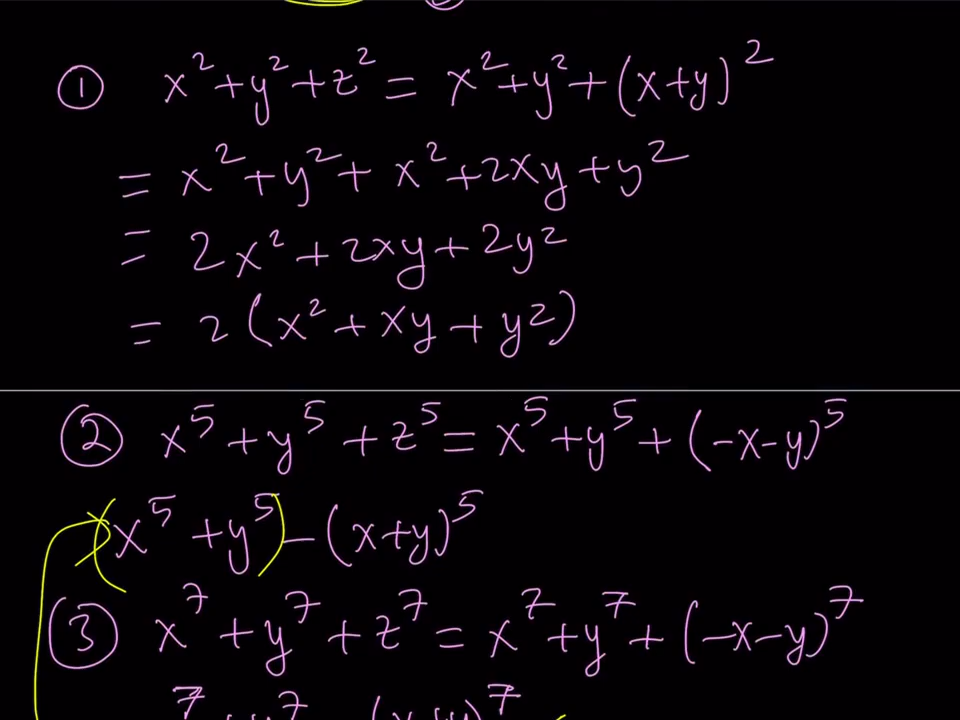 ① x² + y² + z² = x² + y² + (x+y)²
= x² + y² + x² + 2xy + y²
= 2x² + 2xy + 2y²
= 2(x² + xy + y²)
② x⁵ + y⁵ + z⁵ = x⁵ + y⁵ + (-x-y)⁵
(x⁵ + y⁵) - (x+y)⁵
③ x⁷ + y⁷ + z⁷ = x⁷ + y⁷ + (-x-y)⁷